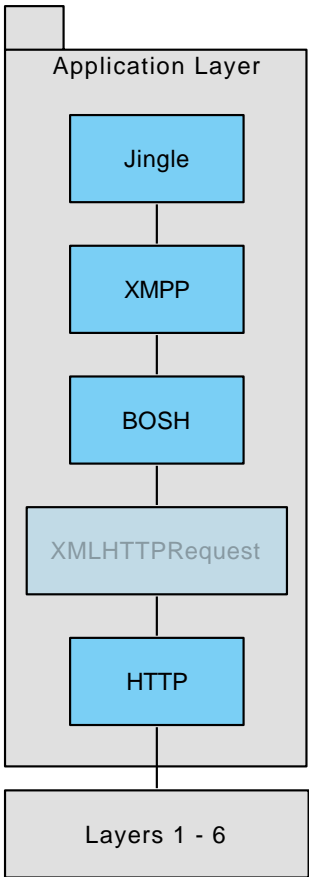 Application Layer
Jingle
XMPP
BOSH
XMLHTTPRequest
HTTP
Layers 1 - 6